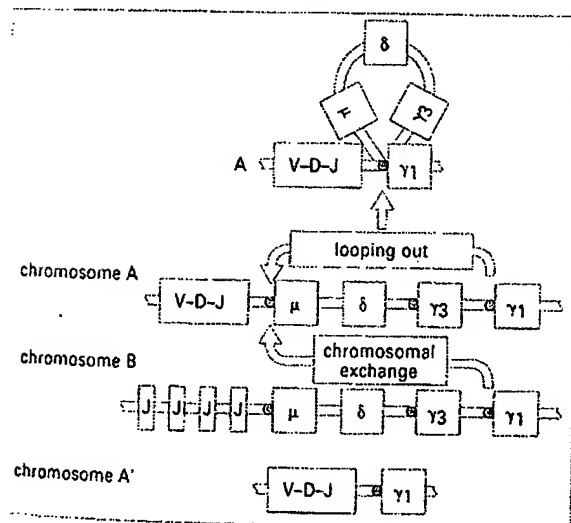 δ
μ γ3
A V–D–J γ1
looping out
chromosome A
V–D–J μ δ γ3 γ1
chromosomal
exchange
chromosome B
J J J J μ δ γ3 γ1
chromosome A'
V–D–J γ1